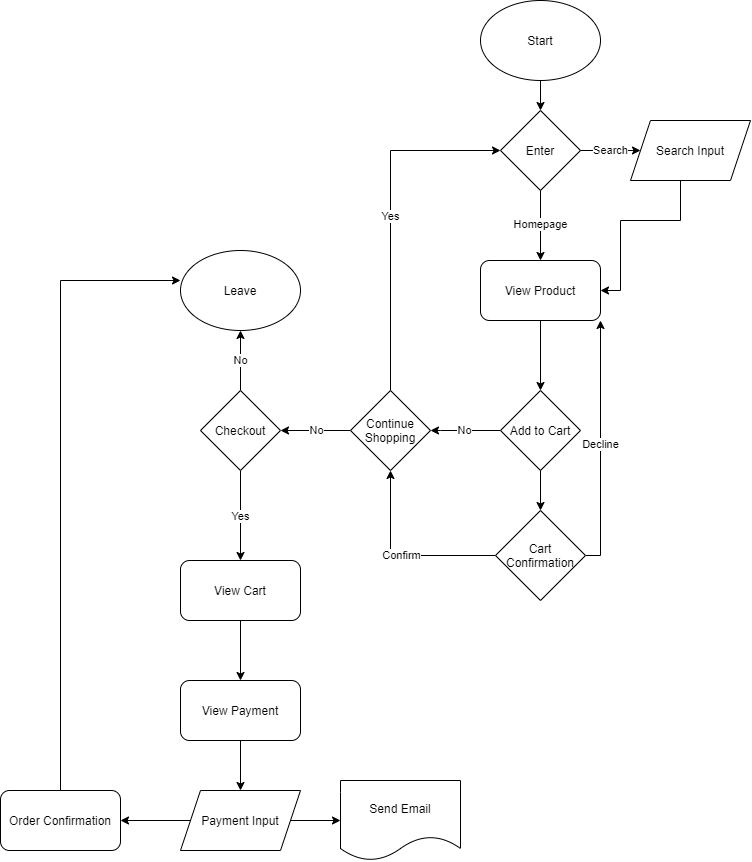 Start
Enter
Search
Search Input
Yes
Homepage
View Product
Leave
No
Checkout
No
Continue
Shopping
No
Add to Cart
Decline
Yes
Confirm
Cart
Confirmation
View Cart
View Payment
Order Confirmation
Payment Input
Send Email